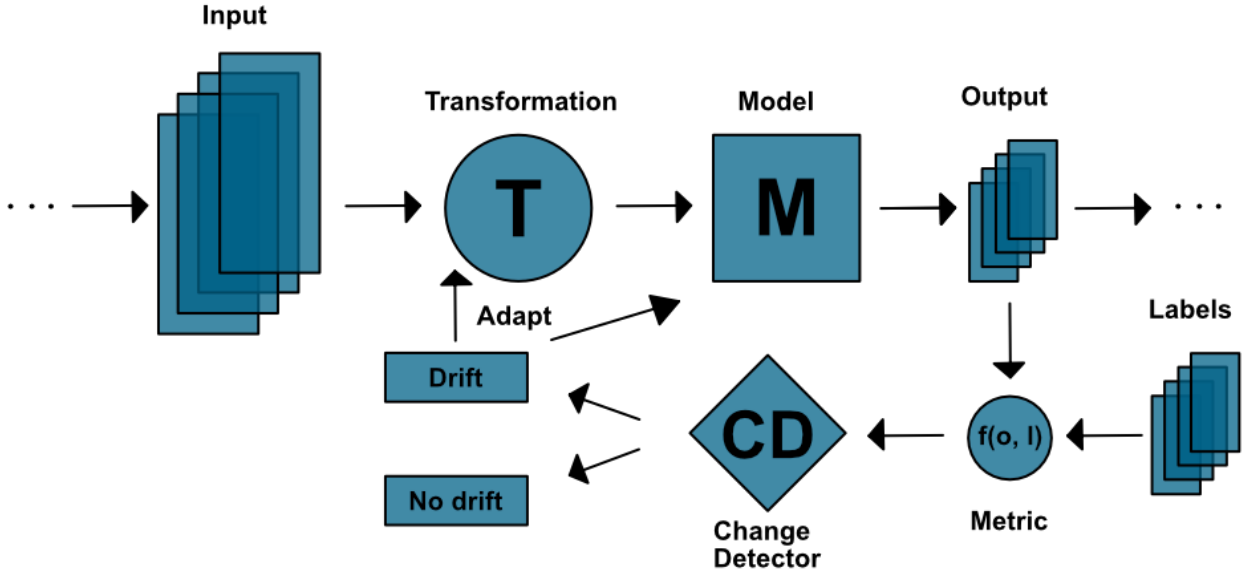 Input
Transformation
Model
Output
. . .
T
M
. . .
Adapt
Labels
Drift
CD
f(o, l)
No drift
Metric
Change
Detector